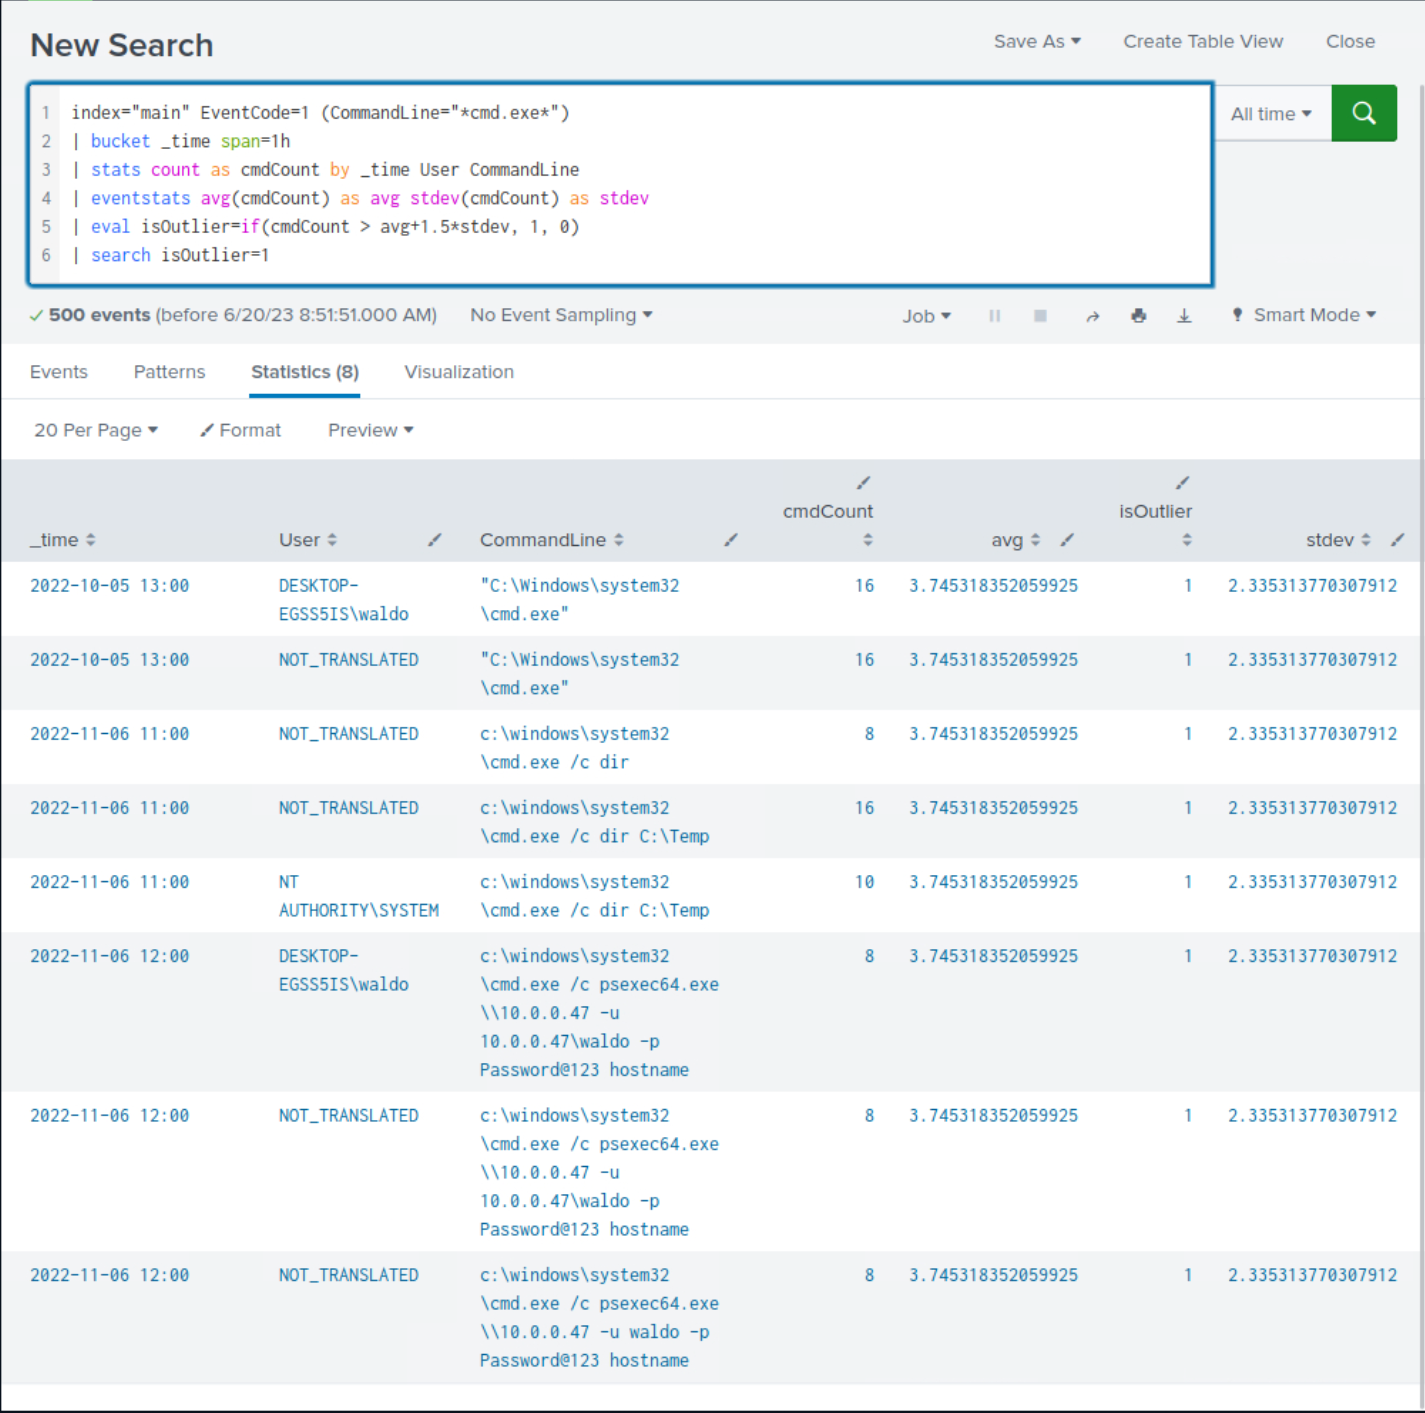 New Search
Save As
Create Table View
Close
1 index="main" EventCode=1 (CommandLine="*cmd.exe*")
2 | bucket _time span=1h
3 | stats count as cmdCount by _time User CommandLine
4 | eventstats avg(cmdCount) as avg stdev(cmdCount) as stdev
5 | eval isOutlier=if(cmdCount > avg+1.5*stdev, 1, 0)
6 | search isOutlier=1
All time
500 events (before 6/20/23 8:51:51.000 AM)
No Event Sampling
Job
Smart Mode
Events
Patterns
Statistics (8)
Visualization
20 Per Page
Format
Preview
_time
User
CommandLine
cmdCount
avg
isOutlier
stdev
2022-10-05 13:00
DESKTOP-
EGSS5IS\waldo
"C:\Windows\system32
\cmd.exe"
16
3.745318352059925
1
2.335313770307912
2022-10-05 13:00
NOT_TRANSLATED
"C:\Windows\system32
\cmd.exe"
16
3.745318352059925
1
2.335313770307912
2022-11-06 11:00
NOT_TRANSLATED
c:\windows\system32
\cmd.exe /c dir
8
3.745318352059925
1
2.335313770307912
2022-11-06 11:00
NOT_TRANSLATED
c:\windows\system32
\cmd.exe /c dir C:\Temp
16
3.745318352059925
1
2.335313770307912
2022-11-06 11:00
NT
AUTHORITY\SYSTEM
c:\windows\system32
\cmd.exe /c dir C:\Temp
10
3.745318352059925
1
2.335313770307912
2022-11-06 12:00
DESKTOP-
EGSS5IS\waldo
c:\windows\system32
\cmd.exe /c psexec64.exe
\\10.0.0.47 -u
10.0.0.47\waldo -p
Password@123 hostname
8
3.745318352059925
1
2.335313770307912
2022-11-06 12:00
NOT_TRANSLATED
c:\windows\system32
\cmd.exe /c psexec64.exe
\\10.0.0.47 -u
10.0.0.47\waldo -p
Password@123 hostname
8
3.745318352059925
1
2.335313770307912
2022-11-06 12:00
NOT_TRANSLATED
c:\windows\system32
\cmd.exe /c psexec64.exe
\\10.0.0.47 -u waldo -p
Password@123 hostname
8
3.745318352059925
1
2.335313770307912